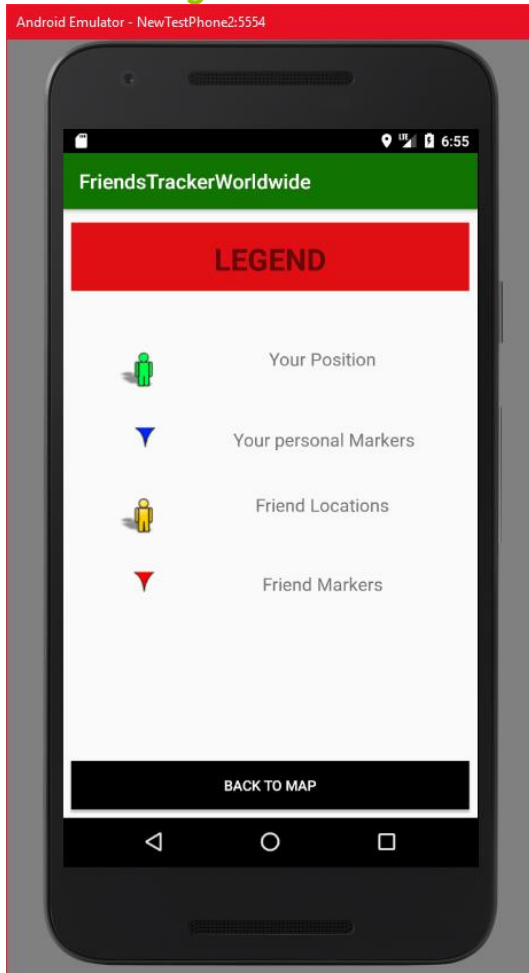 Android Emulator - NewTestPhone2:5554
LTE 6:55
FriendsTrackerWorldwide
LEGEND
Your Position
Your personal Markers
Friend Locations
Friend Markers
BACK TO MAP